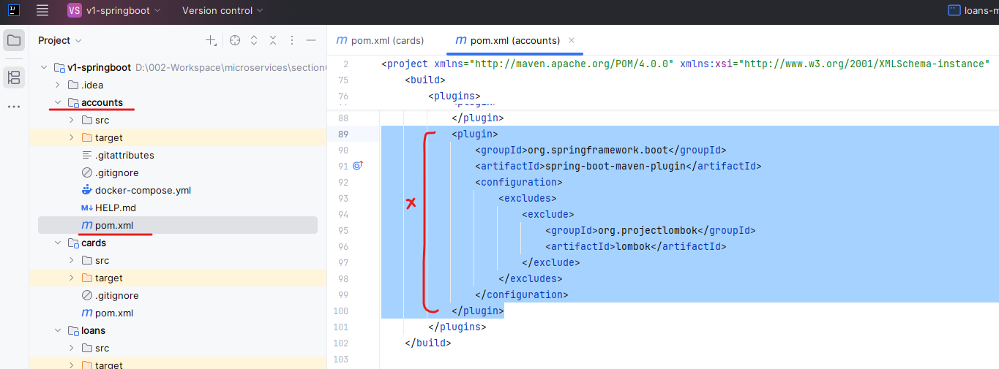 VS v1-springboot Version control loans-m
Project
v1-springboot D:\002-Workspace\microservices\section
.idea
accounts
src
target
.gitattributes
.gitignore
docker-compose.yml
M↓ HELP.md
m pom.xml
cards
src
target
.gitignore
m pom.xml
loans
src
target
m pom.xml (cards) m pom.xml (accounts)
2 <project xmlns="http://maven.apache.org/POM/4.0.0" xmlns:xsi="http://www.w3.org/2001/XMLSchema-instance"
75 <build>
76 <plugins>
88 </plugin>
89 <plugin>
90 <groupId>org.springframework.boot</groupId>
91 <artifactId>spring-boot-maven-plugin</artifactId>
92 <configuration>
93 <excludes>
94 <exclude>
95 <groupId>org.projectlombok</groupId>
96 <artifactId>lombok</artifactId>
97 </exclude>
98 </excludes>
99 </configuration>
100 </plugin>
101 </plugins>
102 </build>
103
x